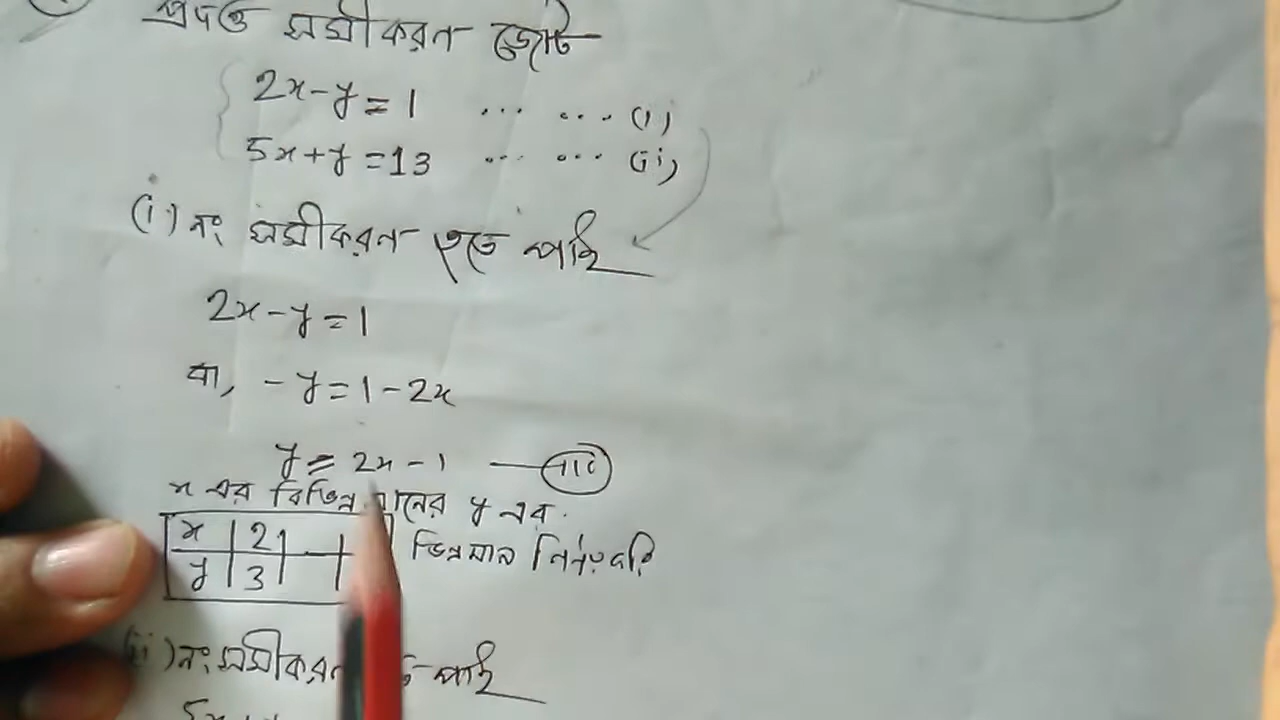 প্রদত্ত সমীকরণ জোট
2x - y = 1 ... ... (i)
5x + y = 13 ... ... (ii)
(i) নং সমীকরণ হতে পাই
2x - y = 1
বা, - y = 1 - 2x
y = 2x - 1
x এর বিভিন্ন মানের y এর
x | 2 |
y | 3 |
ভিন্নমান নির্ণয় করি
(ii) নং সমীকরণ পাই
5x